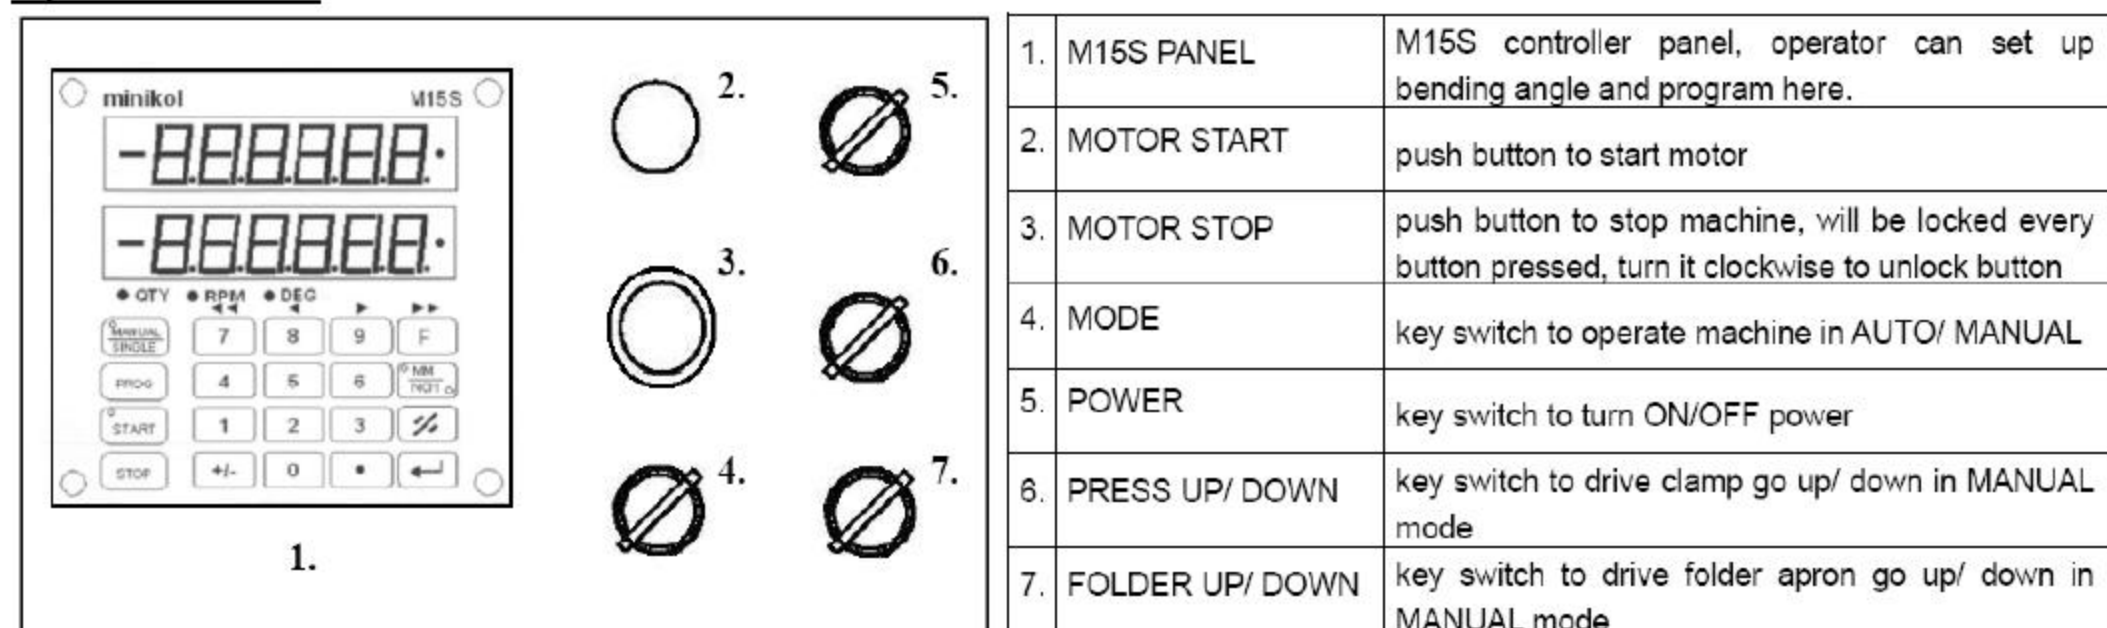 minikol M15S
-888888.
-888888.
QTY RPM DEG
MANUAL
SINGLE
7 8 9 F
PROG 4 5 6 MM
START 1 2 3
STOP +/- 0 •
1.
2.
3.
4.
5.
6.
7.
1. M15S PANEL M15S controller panel, operator can set up
bending angle and program here.
2. MOTOR START push button to start motor
3. MOTOR STOP push button to stop machine, will be locked every
button pressed, turn it clockwise to unlock button
4. MODE key switch to operate machine in AUTO/ MANUAL
5. POWER key switch to turn ON/OFF power
6. PRESS UP/ DOWN key switch to drive clamp go up/ down in MANUAL
mode
7. FOLDER UP/ DOWN key switch to drive folder apron go up/ down in
MANUAL mode